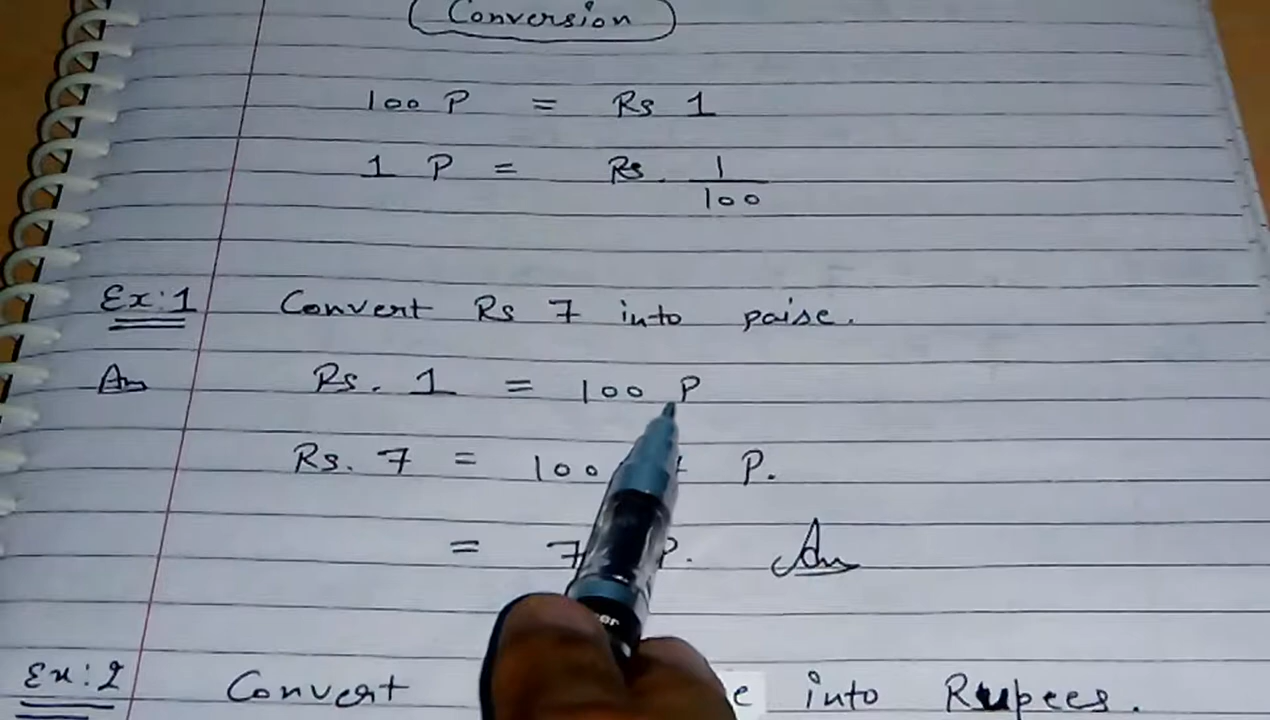 Conversion
100 P = Rs 1
1 P = Rs. 1/100
Ex:1 Convert Rs 7 into paise.
Ans Rs. 1 = 100 P
Rs. 7 = 100 P.
= 7 P. Ans
Ex:2 Convert into Rupees.